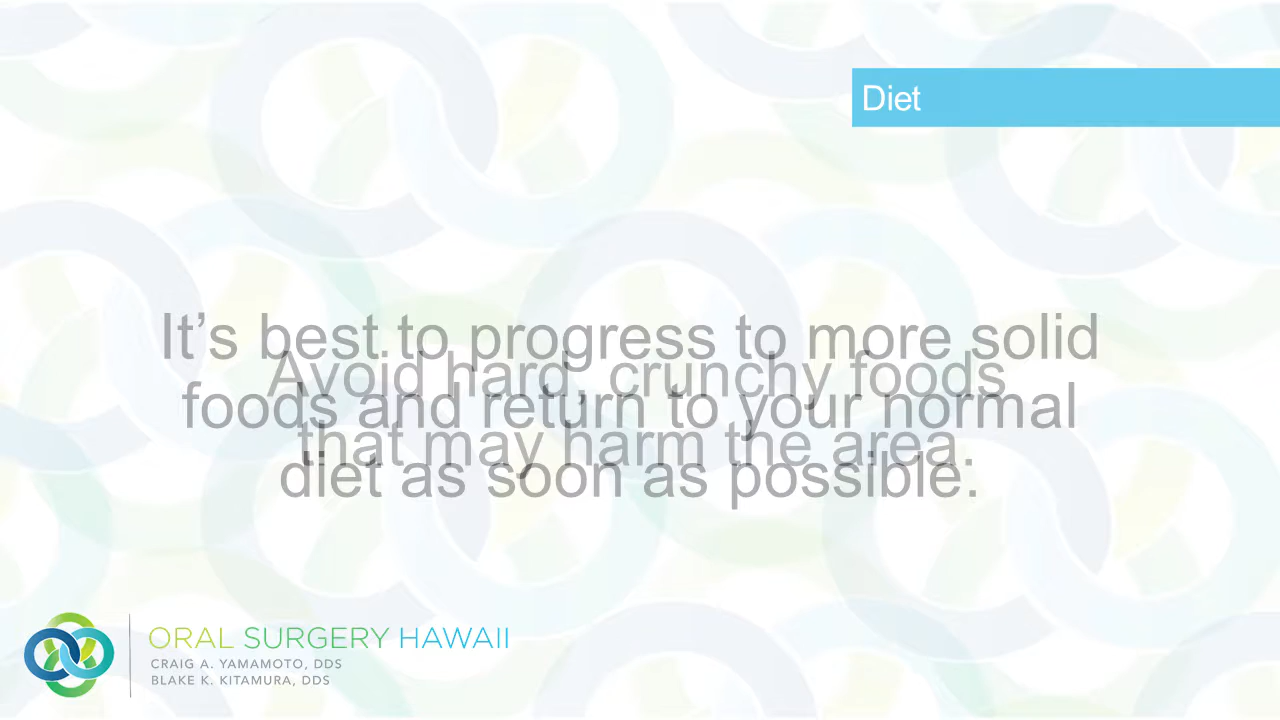 Diet
It’s best to progress to more solid
foods and return to your normal
diet as soon as possible.
Avoid hard, crunchy foods
that may harm the area.
ORAL SURGERY HAWAII
CRAIG A. YAMAMOTO, DDS
BLAKE K. KITAMURA, DDS